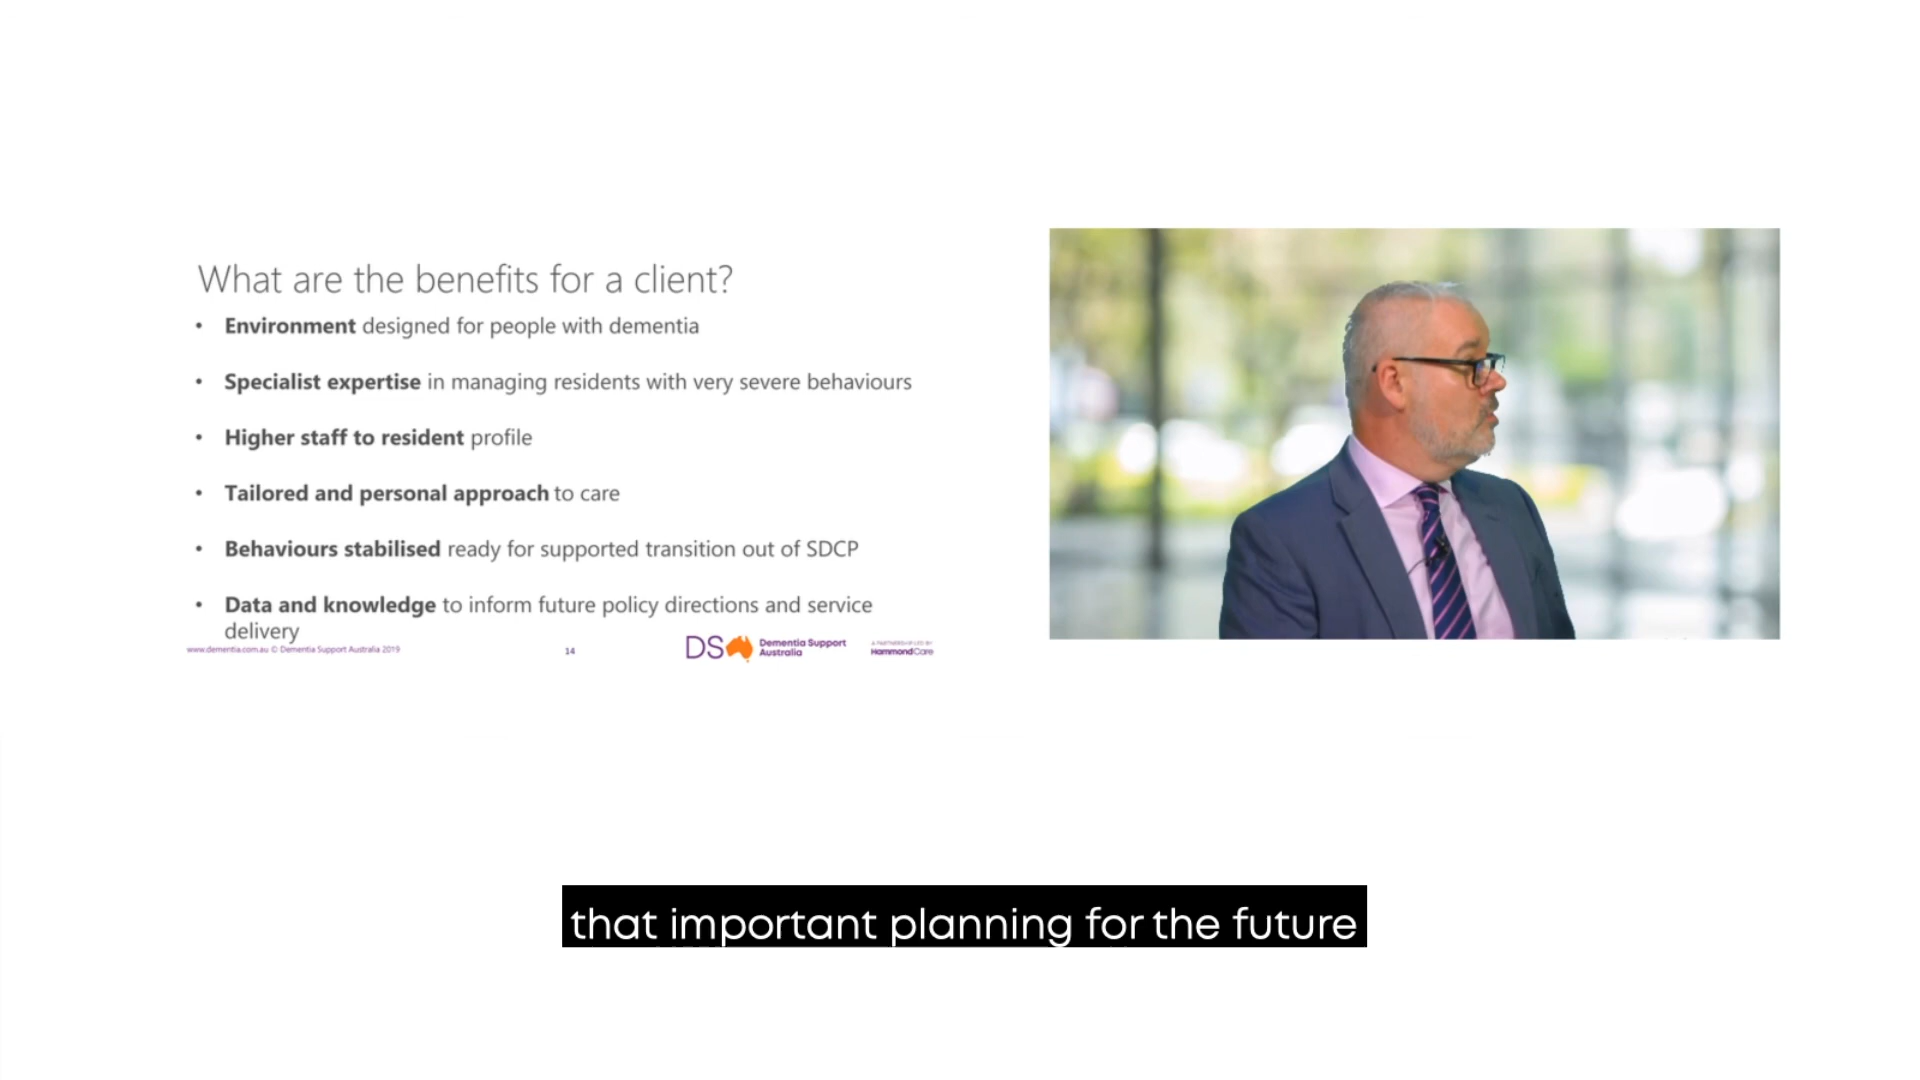 What are the benefits for a client?
• Environment designed for people with dementia
• Specialist expertise in managing residents with very severe behaviours
• Higher staff to resident profile
• Tailored and personal approach to care
• Behaviours stabilised ready for supported transition out of SDCP
• Data and knowledge to inform future policy directions and service
delivery
www.dementia.com.au © Dementia Support Australia 2019
14
DS
Dementia Support
Australia
A PARTNERSHIP LED BY
HammondCare
that important planning for the future